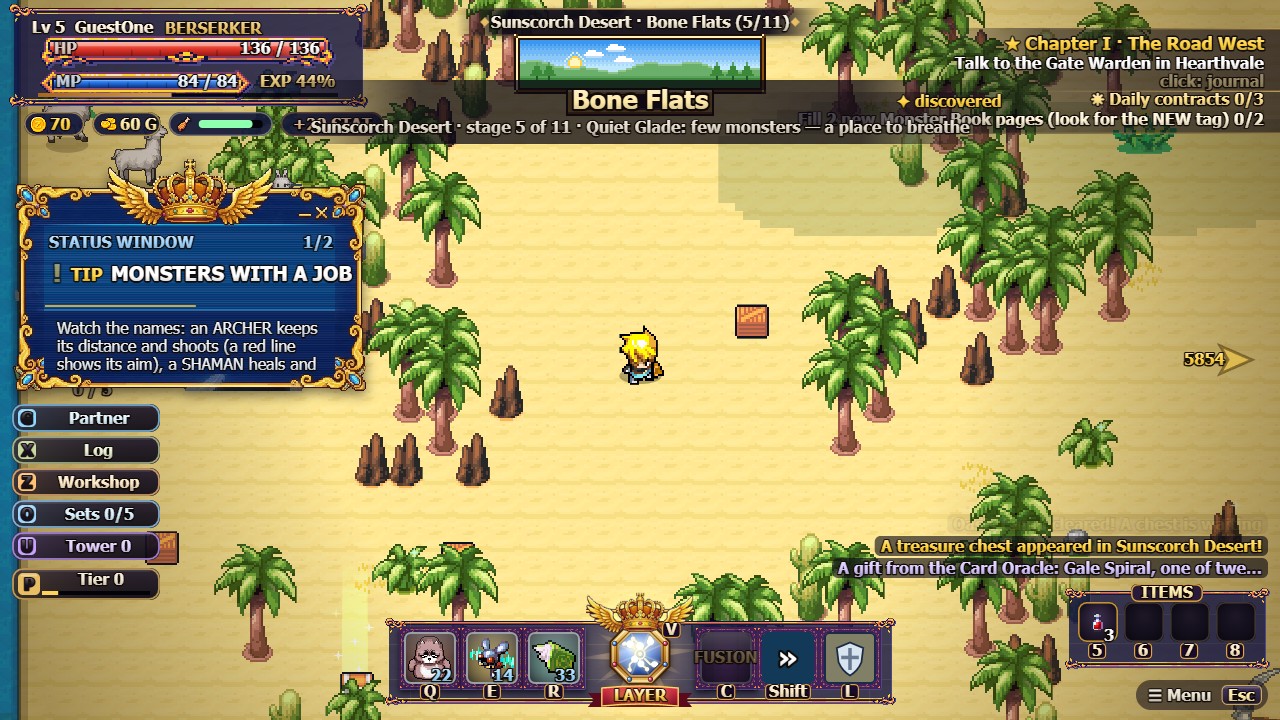 Lv 5 GuestOne BERSERKER
HP 136 / 136
MP 84 / 84 EXP 44%
70 60 G
Sunscorch Desert · Bone Flats (5/11)
Bone Flats
✦ discovered
Sunscorch Desert · stage 5 of 11 · Quiet Glade: few monsters — a place to breathe
★ Chapter I · The Road West
Talk to the Gate Warden in Hearthvale
click: journal
Daily contracts 0/3
Fill 2 new Monster Book pages (look for the NEW tag) 0/2
STATUS WINDOW 1/2
! TIP MONSTERS WITH A JOB
Watch the names: an ARCHER keeps
its distance and shoots (a red line
shows its aim), a SHAMAN heals and
5854
Partner
X Log
Z Workshop
O Sets 0/5
U Tower 0
P Tier 0
A treasure chest appeared in Sunscorch Desert!
A gift from the Card Oracle: Gale Spiral, one of twe...
ITEMS
3
5 6 7 8
22 14 33
V
FUSION
Q E R LAYER C Shift L
☰ Menu Esc